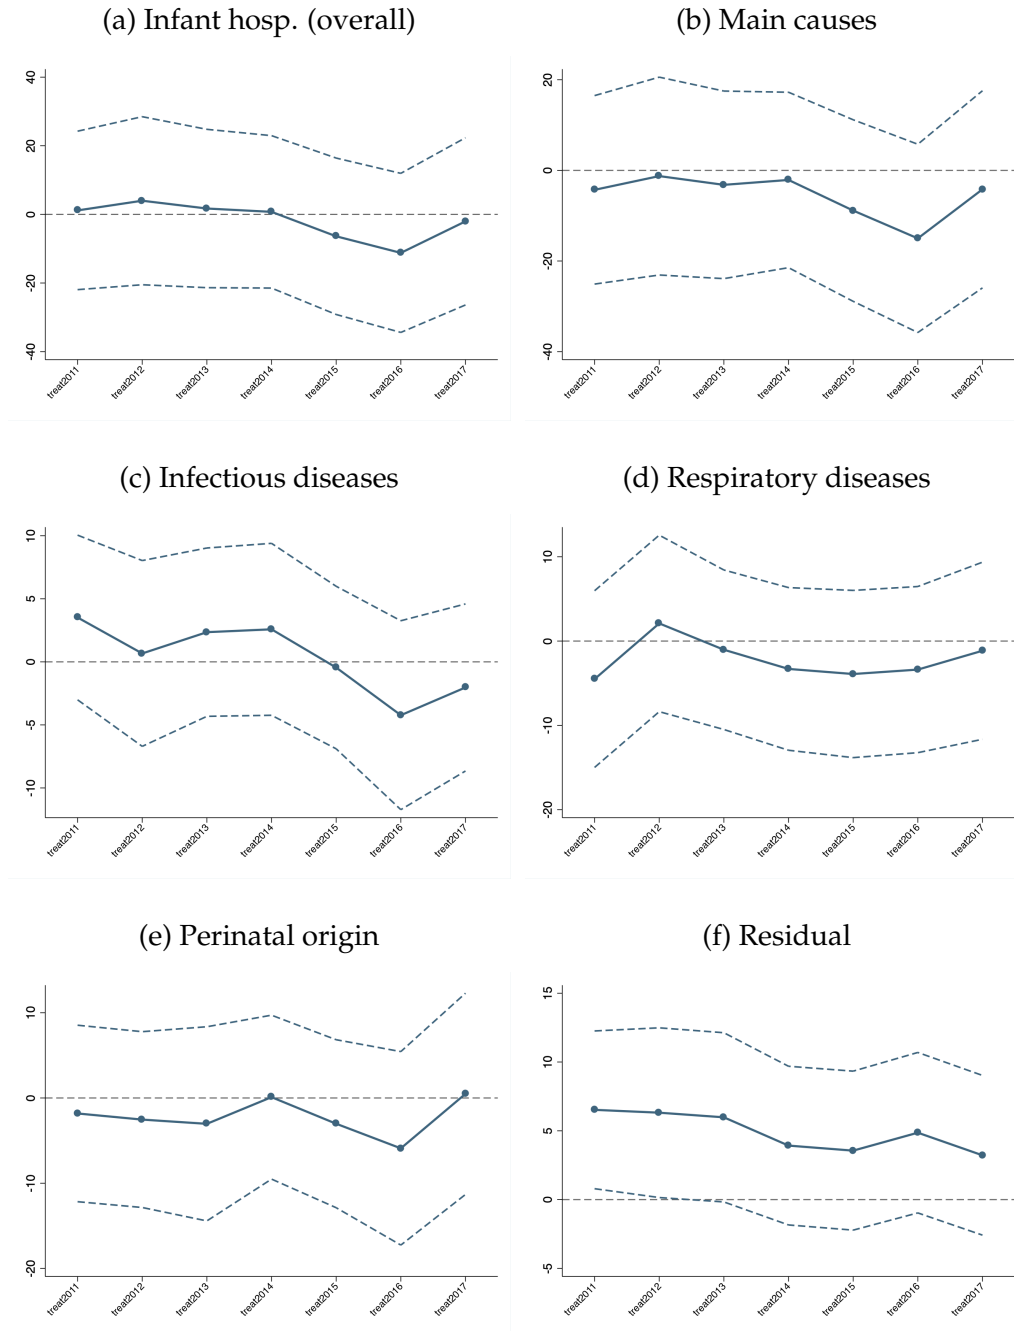 (a) Infant hosp. (overall)
40
20
0
-20
-40
treat2011
treat2012
treat2013
treat2014
treat2015
treat2016
treat2017
(b) Main causes
20
0
-20
-40
treat2011
treat2012
treat2013
treat2014
treat2015
treat2016
treat2017
(c) Infectious diseases
10
5
0
-5
-10
treat2011
treat2012
treat2013
treat2014
treat2015
treat2016
treat2017
(d) Respiratory diseases
10
0
-10
-20
treat2011
treat2012
treat2013
treat2014
treat2015
treat2016
treat2017
(e) Perinatal origin
10
0
-10
-20
treat2011
treat2012
treat2013
treat2014
treat2015
treat2016
treat2017
(f) Residual
15
10
5
0
-5
treat2011
treat2012
treat2013
treat2014
treat2015
treat2016
treat2017